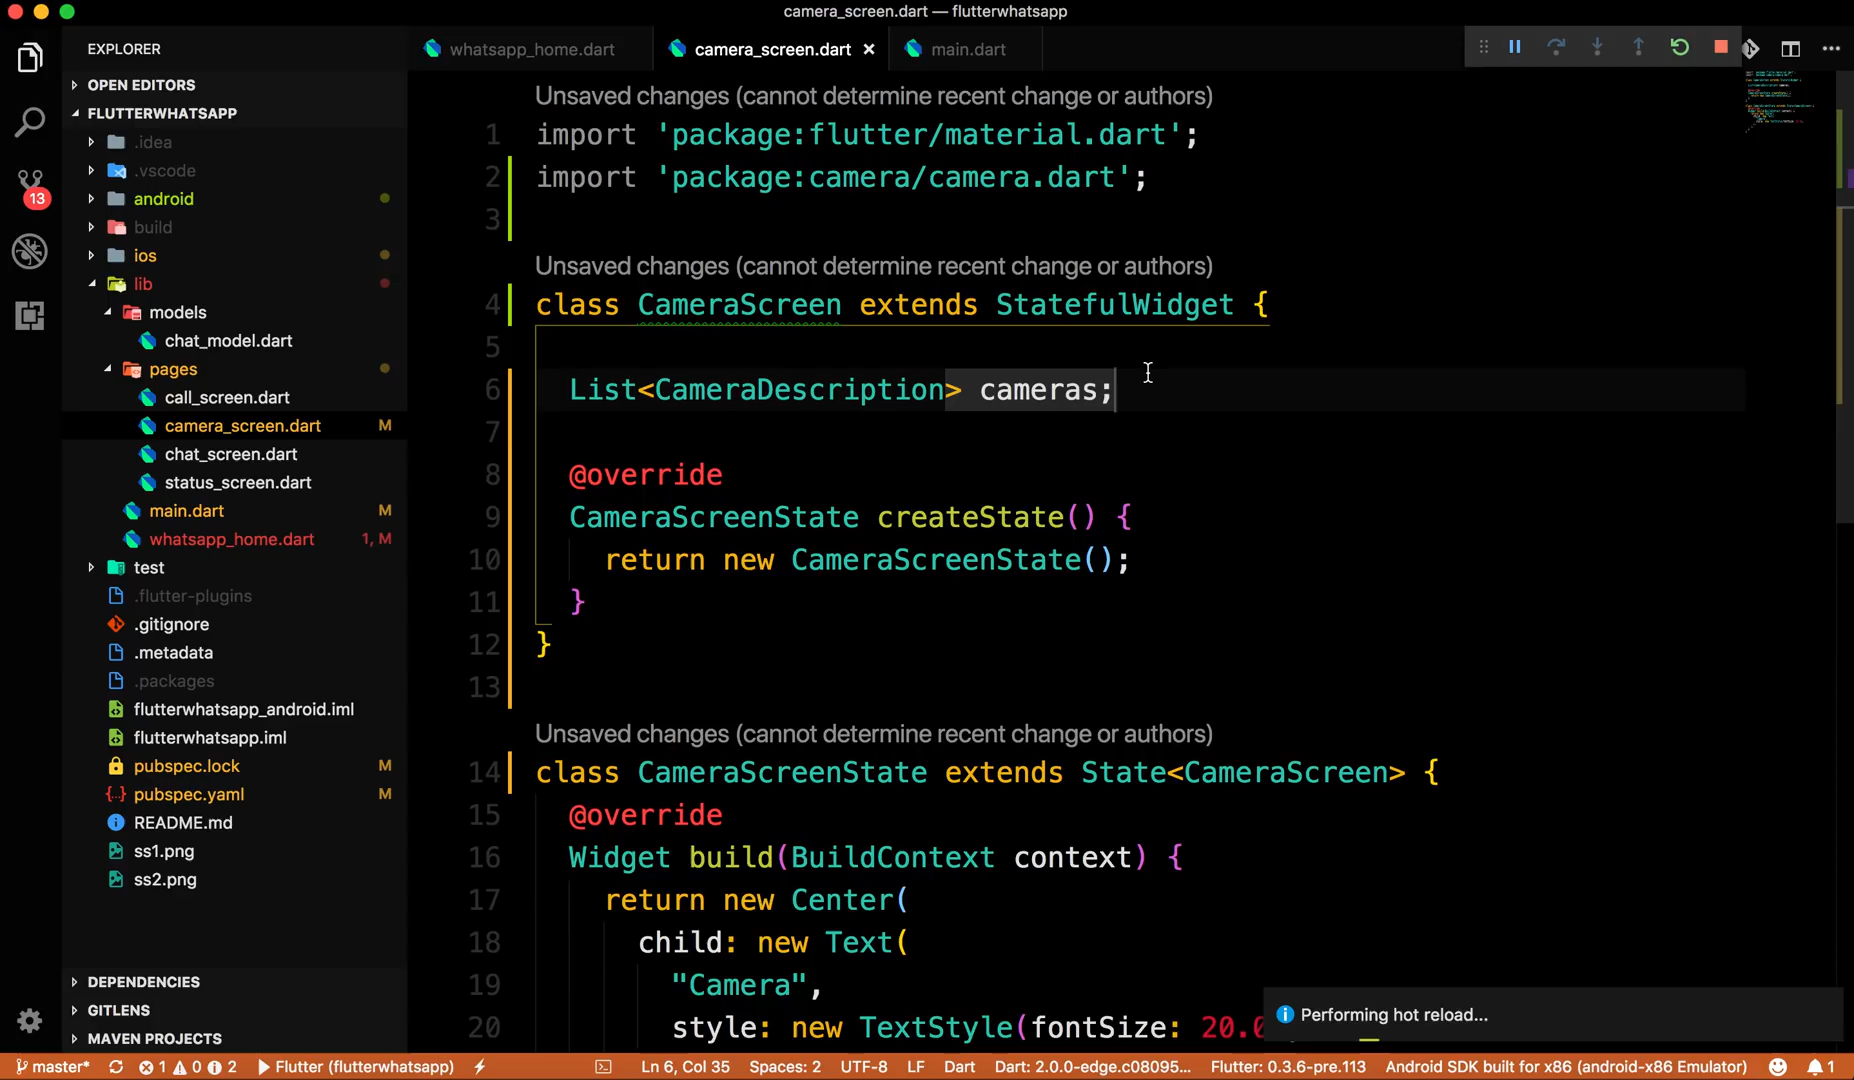 camera_screen.dart — flutterwhatsapp
EXPLORER
OPEN EDITORS
FLUTTERWHATSAPP
.idea
.vscode
android
build
ios
lib
models
chat_model.dart
pages
call_screen.dart
camera_screen.dart M
chat_screen.dart
status_screen.dart
main.dart M
whatsapp_home.dart 1, M
test
.flutter-plugins
.gitignore
.metadata
.packages
flutterwhatsapp_android.iml
flutterwhatsapp.iml
pubspec.lock M
pubspec.yaml M
README.md
ss1.png
ss2.png
DEPENDENCIES
GITLENS
MAVEN PROJECTS
13
whatsapp_home.dart camera_screen.dart × main.dart
Unsaved changes (cannot determine recent change or authors)
1 import 'package:flutter/material.dart';
2 import 'package:camera/camera.dart';
3
Unsaved changes (cannot determine recent change or authors)
4 class CameraScreen extends StatefulWidget {
5
6 List<CameraDescription> cameras;
7
8 @override
9 CameraScreenState createState() {
10 return new CameraScreenState();
11 }
12 }
13
Unsaved changes (cannot determine recent change or authors)
14 class CameraScreenState extends State<CameraScreen> {
15 @override
16 Widget build(BuildContext context) {
17 return new Center(
18 child: new Text(
19 "Camera",
20 style: new TextStyle(fontSize: 20.0
Performing hot reload...
master* 1 0 2 Flutter (flutterwhatsapp) Ln 6, Col 35 Spaces: 2 UTF-8 LF Dart Dart: 2.0.0-edge.c08095... Flutter: 0.3.6-pre.113 Android SDK built for x86 (android-x86 Emulator) 1